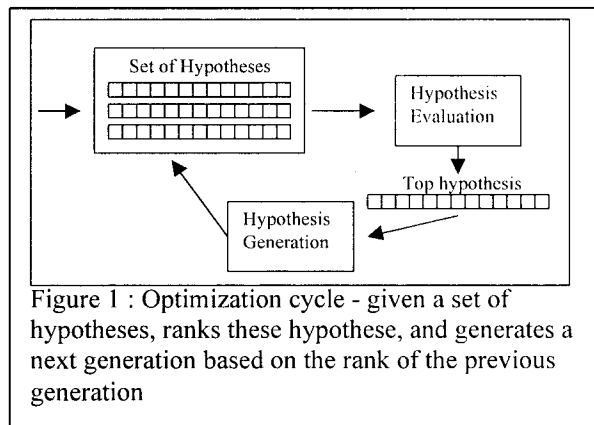 Set of Hypotheses
Hypothesis
Evaluation
Top hypothesis
Hypothesis
Generation
Figure 1 : Optimization cycle - given a set of
hypotheses, ranks these hypothese, and generates a
next generation based on the rank of the previous
generation